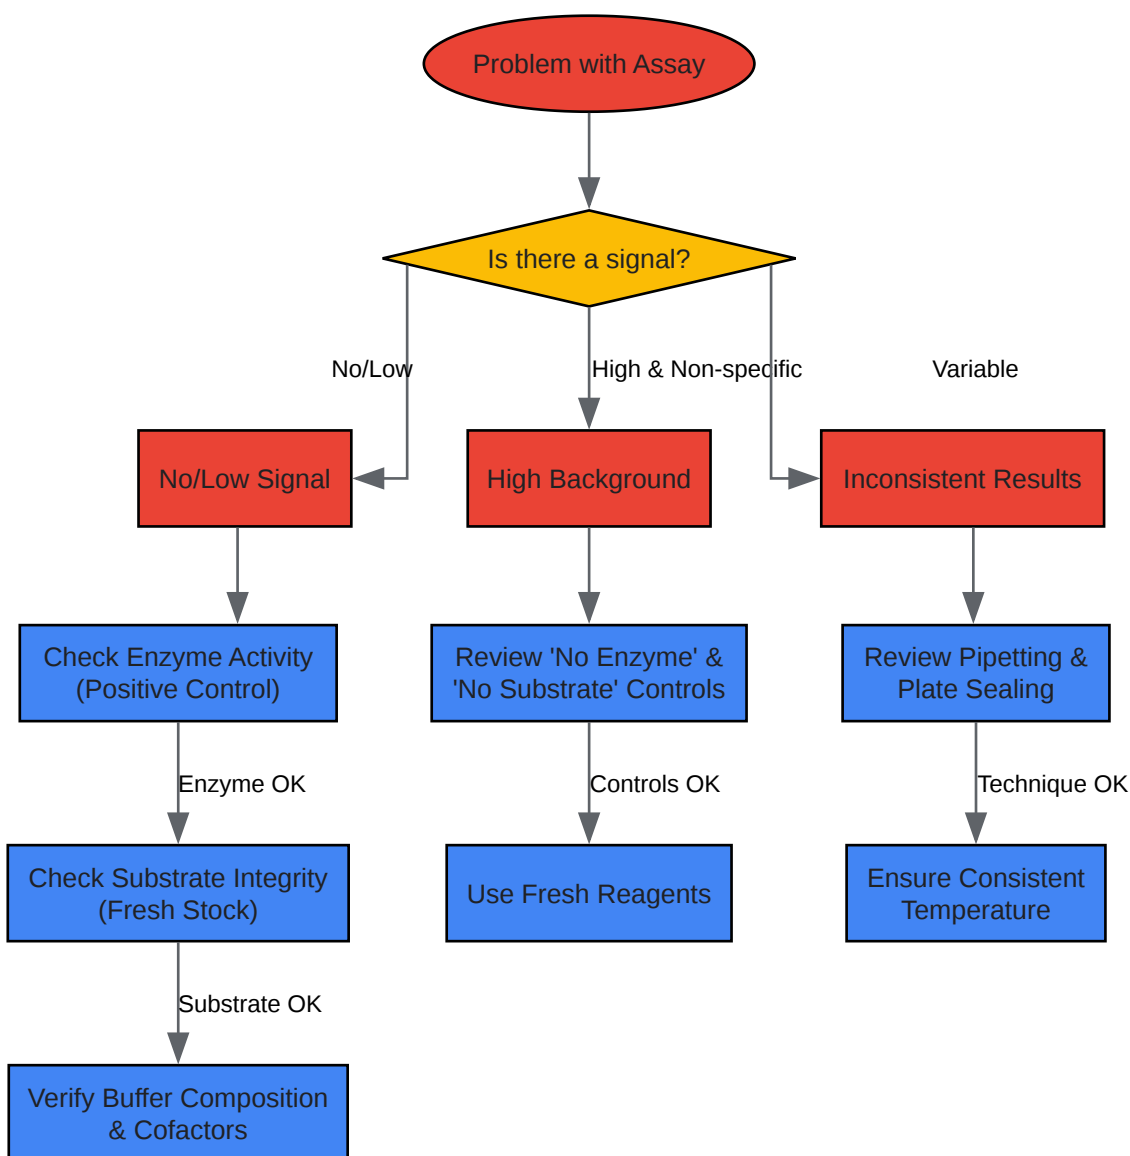 Problem with Assay
Is there a signal?
No/Low
High & Non-specific
Variable
No/Low Signal
High Background
Inconsistent Results
Check Enzyme Activity
(Positive Control)
Review 'No Enzyme' &
'No Substrate' Controls
Review Pipetting &
Plate Sealing
Enzyme OK
Controls OK
Technique OK
Check Substrate Integrity
(Fresh Stock)
Use Fresh Reagents
Ensure Consistent
Temperature
Substrate OK
Verify Buffer Composition
& Cofactors